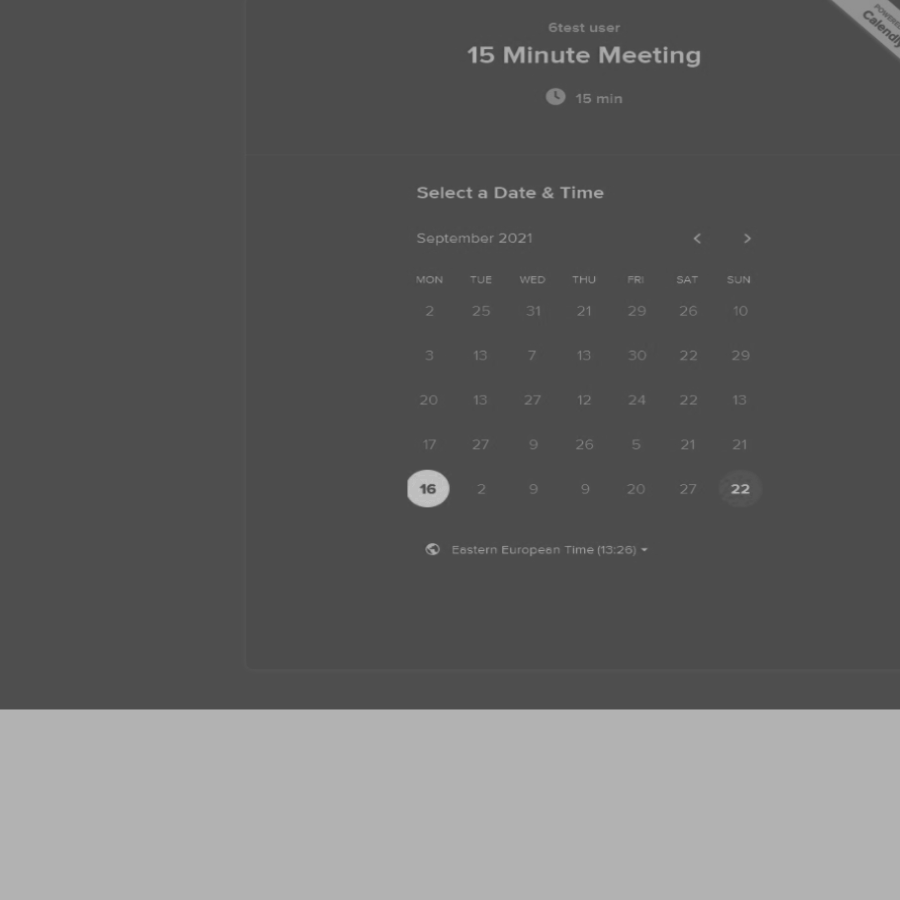 6test user
POWERED
Calendly
15 Minute Meeting
15 min
Select a Date & Time
September 2021
MON TUE WED THU FRI SAT SUN
2 25 31 21 29 26 10
3 13 7 13 30 22 29
20 13 27 12 24 22 13
17 27 9 26 5 21 21
16 2 9 9 20 27 22
Eastern European Time (13:26)